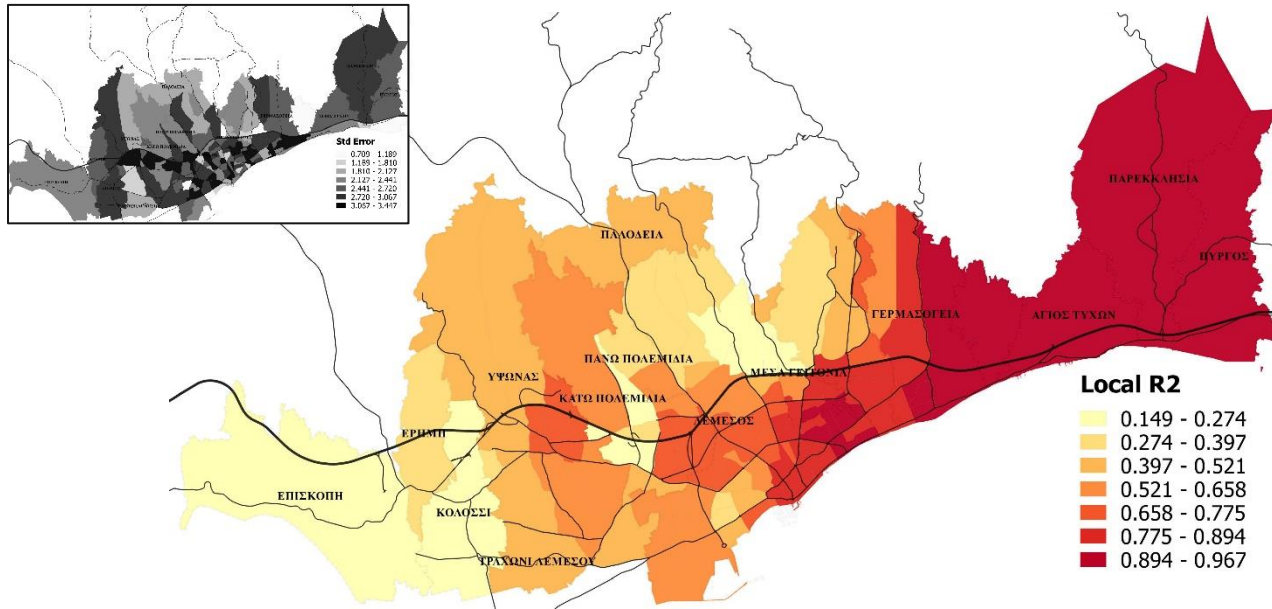 Std Error
0.709 - 1.189
1.189 - 1.810
1.810 - 2.127
2.127 - 2.441
2.441 - 2.720
2.720 - 3.067
3.067 - 3.447
ΠΑΡΕΚΚΛΗΣΙΑ
ΠΑΛΟΔΕΙΑ
ΠΥΡΓΟΣ
ΓΕΡΜΑΣΟΓΕΙΑ
ΑΓΙΟΣ ΤΥΧΩΝ
ΠΑΝΩ ΠΟΛΕΜΙΔΙΑ
ΜΕΣΑ ΓΕΙΤΟΝΙΑ
ΥΨΩΝΑΣ
ΚΑΤΩ ΠΟΛΕΜΙΔΙΑ
ΛΕΜΕΣΟΣ
ΕΡΗΜΗ
ΕΠΙΣΚΟΠΗ
ΚΟΛΟΣΣΙ
ΤΡΑΧΩΝΙ ΛΕΜΕΣΟΥ
Local R2
0.149 - 0.274
0.274 - 0.397
0.397 - 0.521
0.521 - 0.658
0.658 - 0.775
0.775 - 0.894
0.894 - 0.967